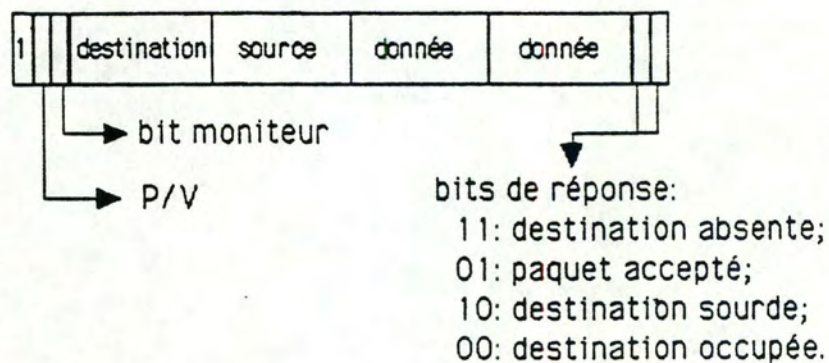 1 destination source donnée donnée
bit moniteur
P/V
bits de réponse:
11: destination absente;
01: paquet accepté;
10: destination sourde;
00: destination occupée.